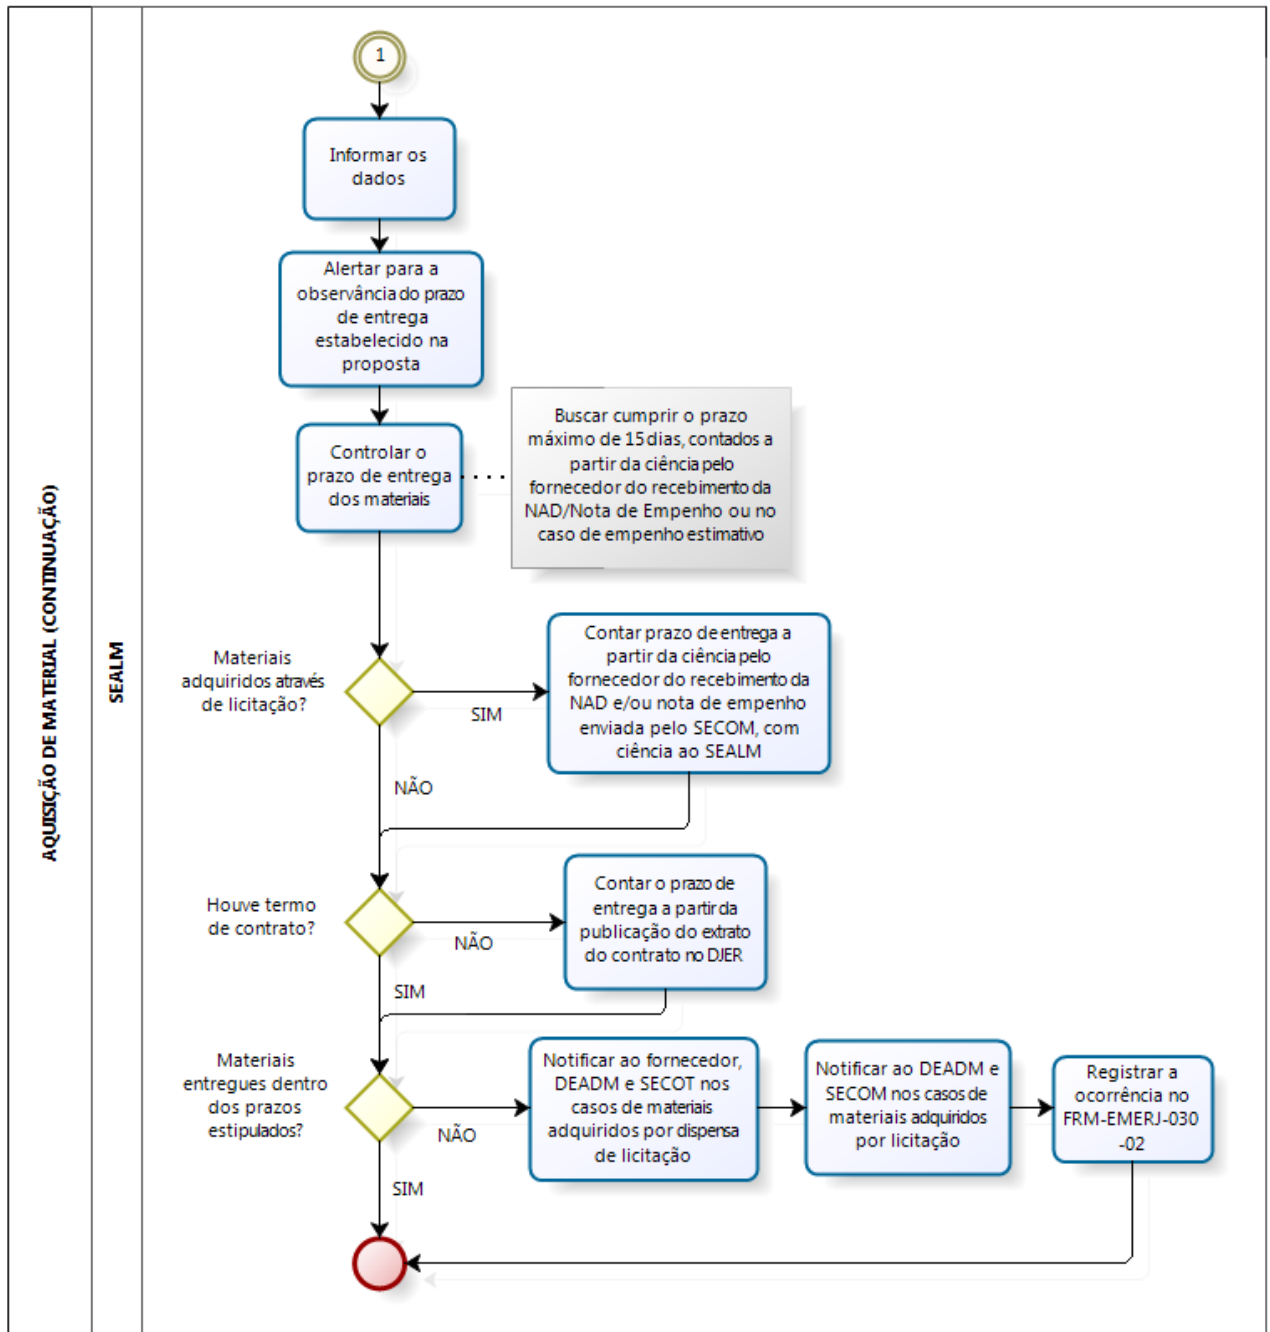 AQUISIÇÃO DE MATERIAL (CONTINUAÇÃO)
SEALM
1
Informar os
dados
Alertar para a
observância do prazo
de entrega
estabelecido na
proposta
Controlar o
prazo de entrega
dos materiais
Buscar cumprir o prazo
máximo de 15 dias, contados a
partir da ciência pelo
fornecedor do recebimento da
NAD/Nota de Empenho ou no
caso de empenho estimativo
Materiais
adquiridos através
de licitação?
SIM
Contar prazo de entrega a
partir da ciência pelo
fornecedor do recebimento da
NAD e/ou nota de empenho
enviada pelo SECOM, com
ciência ao SEALM
NÃO
Houve termo
de contrato?
NÃO
Contar o prazo de
entrega a partir da
publicação do extrato
do contrato no DJER
SIM
Materiais
entregues dentro
dos prazos
estipulados?
NÃO
Notificar ao fornecedor,
DEADM e SECOT nos
casos de materiais
adquiridos por dispensa
de licitação
Notificar ao DEADM e
SECOM nos casos de
materiais adquiridos
por licitação
Registrar a
ocorrência no
FRM-EMERJ-030
-02
SIM